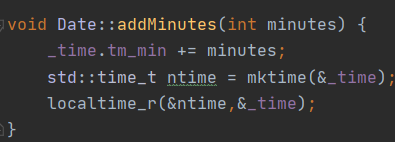 void Date::addMinutes(int minutes) {
    _time.tm_min += minutes;
    std::time_t ntime = mktime(&_time);
    localtime_r(&ntime,&_time);
}